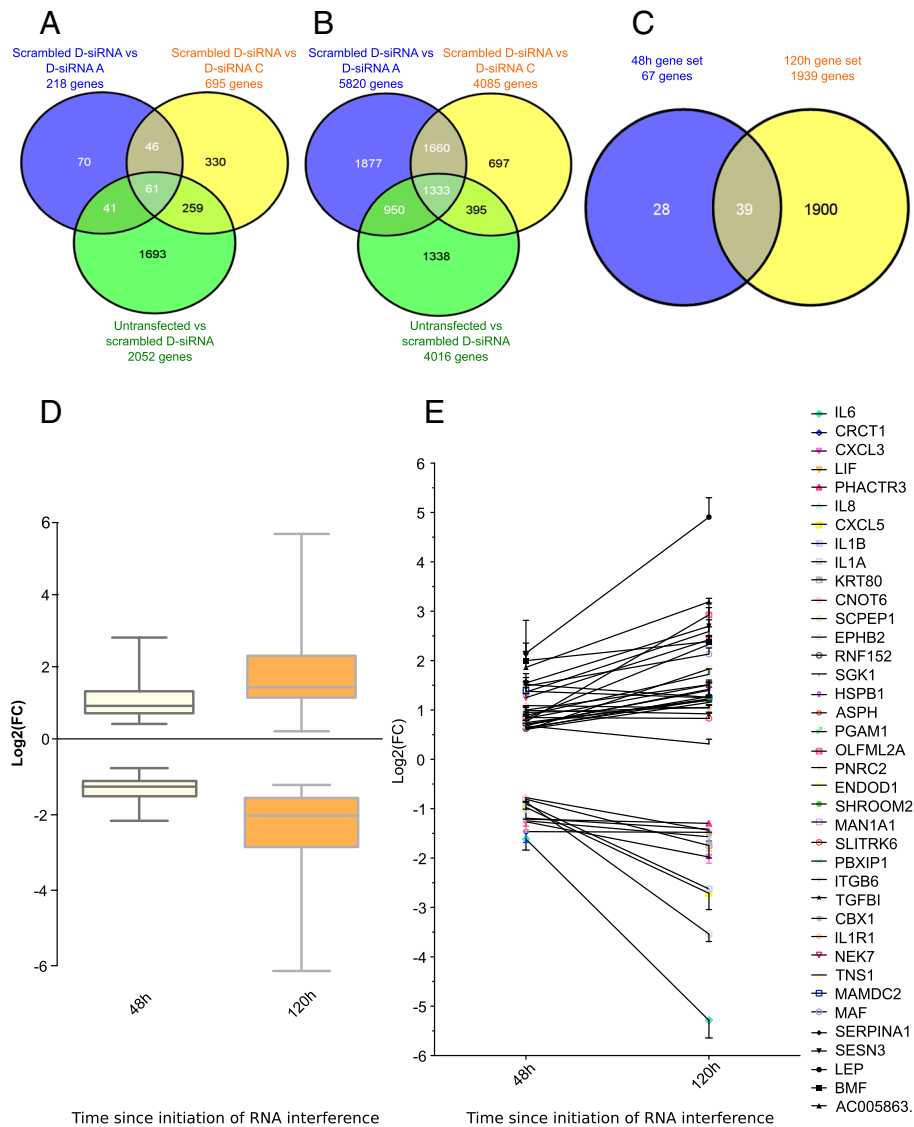 A
B
C
Scrambled D-siRNA vs
D-siRNA A
218 genes
Scrambled D-siRNA vs
D-siRNA C
695 genes
70
46
330
61
41
259
1693
Untransfected vs
scrambled D-siRNA
2052 genes
Scrambled D-siRNA vs
D-siRNA A
5820 genes
Scrambled D-siRNA vs
D-siRNA C
4085 genes
1877
1660
697
1333
950
395
1338
Untransfected vs
scrambled D-siRNA
4016 genes
48h gene set
67 genes
120h gene set
1939 genes
28
39
1900
D
Log2(FC)
6
4
2
0
-2
-4
-6
48h
120h
Time since initiation of RNA interference
E
Log2(FC)
6
5
4
3
2
1
0
-1
-2
-3
-4
-5
-6
48h
120h
Time since initiation of RNA interference
IL6
CRCT1
CXCL3
LIF
PHACTR3
IL8
CXCL5
IL1B
IL1A
KRT80
CNOT6
SCPEP1
EPHB2
RNF152
SGK1
HSPB1
ASPH
PGAM1
OLFML2A
PNRC2
ENDOD1
SHROOM2
MAN1A1
SLITRK6
PBXIP1
ITGB6
TGFBI
CBX1
IL1R1
NEK7
TNS1
MAMDC2
MAF
SERPINA1
SESN3
LEP
BMF
AC005863.